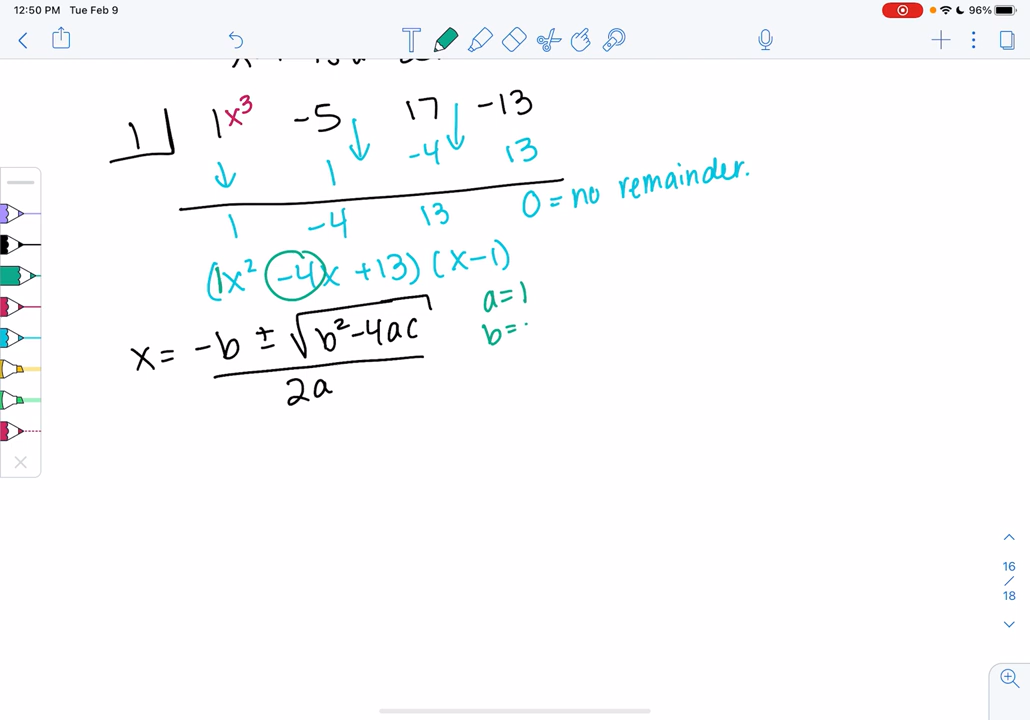 12:50 PM Tue Feb 9
96%
1 1x³ -5 17 -13
1 -4 13
1 -4 13 0 = no remainder.
(1x² -4x +13) (x-1)
a=1
b=
x = -b ± √b²-4ac
2a
16
/
18